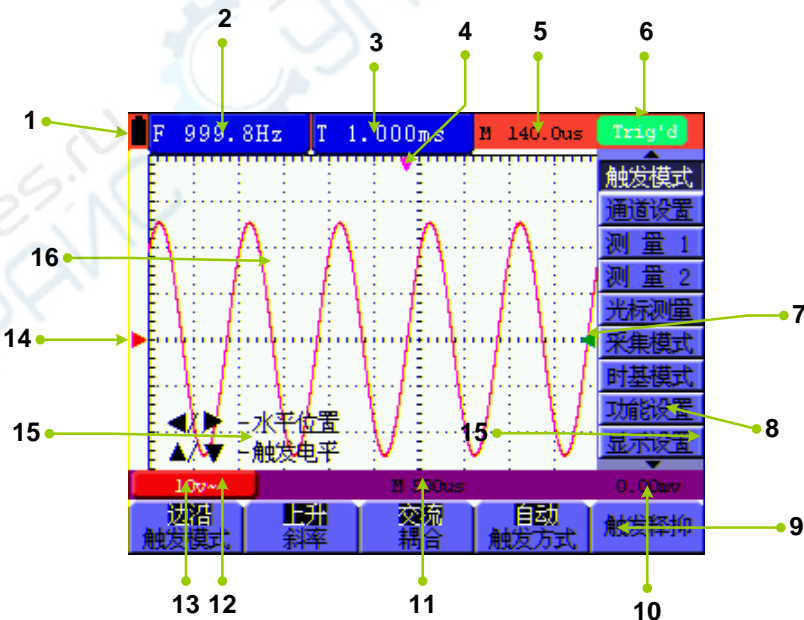 2
3
4
5
6
1
F 999.8Hz
T 1.000ms
M 140.0us
Trig'd
触发模式
通道设置
测 量 1
16
测 量 2
光标测量
7
14
采集模式
时基模式
功能设置
8
◀/▶ -水平位置
15
▲/▼ -触发电平
15
显示设置
10v~
M 500us
0.00mv
边沿
触发模式
上升
斜率
交流
耦合
自动
触发方式
触发释抑
9
13
12
11
10